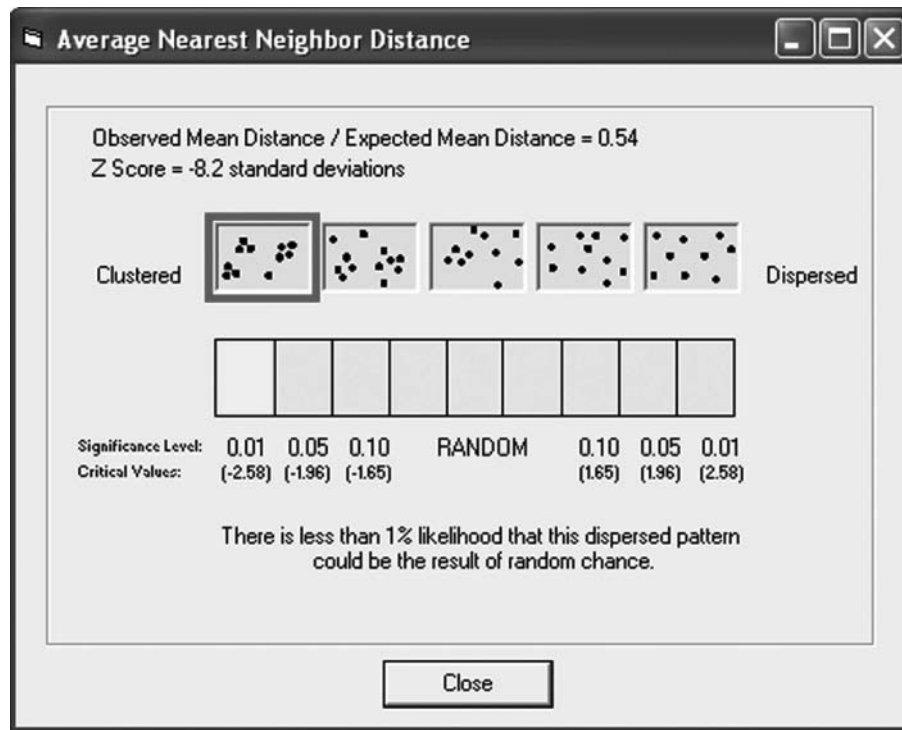 Average Nearest Neighbor Distance
Observed Mean Distance / Expected Mean Distance = 0.54
Z Score = -8.2 standard deviations
Clustered Dispersed
Significance Level: 0.01 0.05 0.10 RANDOM 0.10 0.05 0.01
Critical Values: (-2.58) (-1.96) (-1.65) (1.65) (1.96) (2.58)
There is less than 1% likelihood that this dispersed pattern
could be the result of random chance.
Close